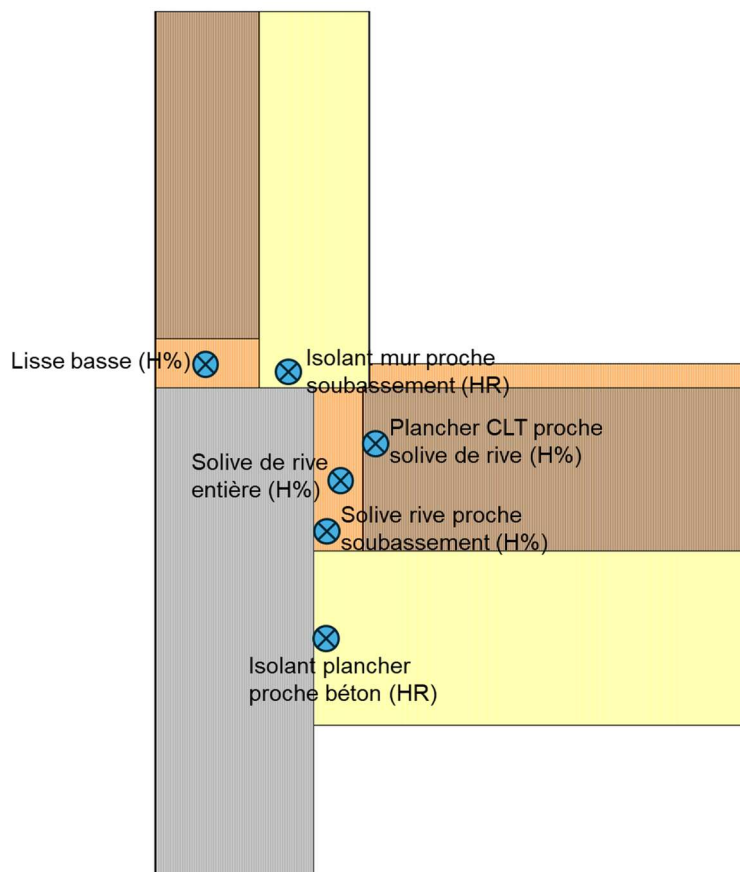 Lisse basse (H%)
Isolant mur proche
soubassement (HR)
Plancher CLT proche
solive de rive (H%)
Solive de rive
entière (H%)
Solive rive proche
soubassement (H%)
Isolant plancher
proche béton (HR)